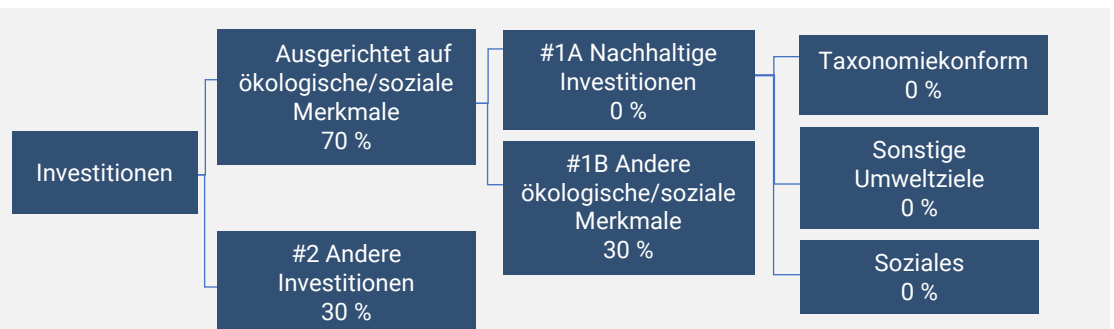 Investitionen
Ausgerichtet auf
ökologische/soziale
Merkmale
70 %
#2 Andere
Investitionen
30 %
#1A Nachhaltige
Investitionen
0 %
#1B Andere
ökologische/soziale
Merkmale
30 %
Taxonomiekonform
0 %
Sonstige
Umweltziele
0 %
Soziales
0 %